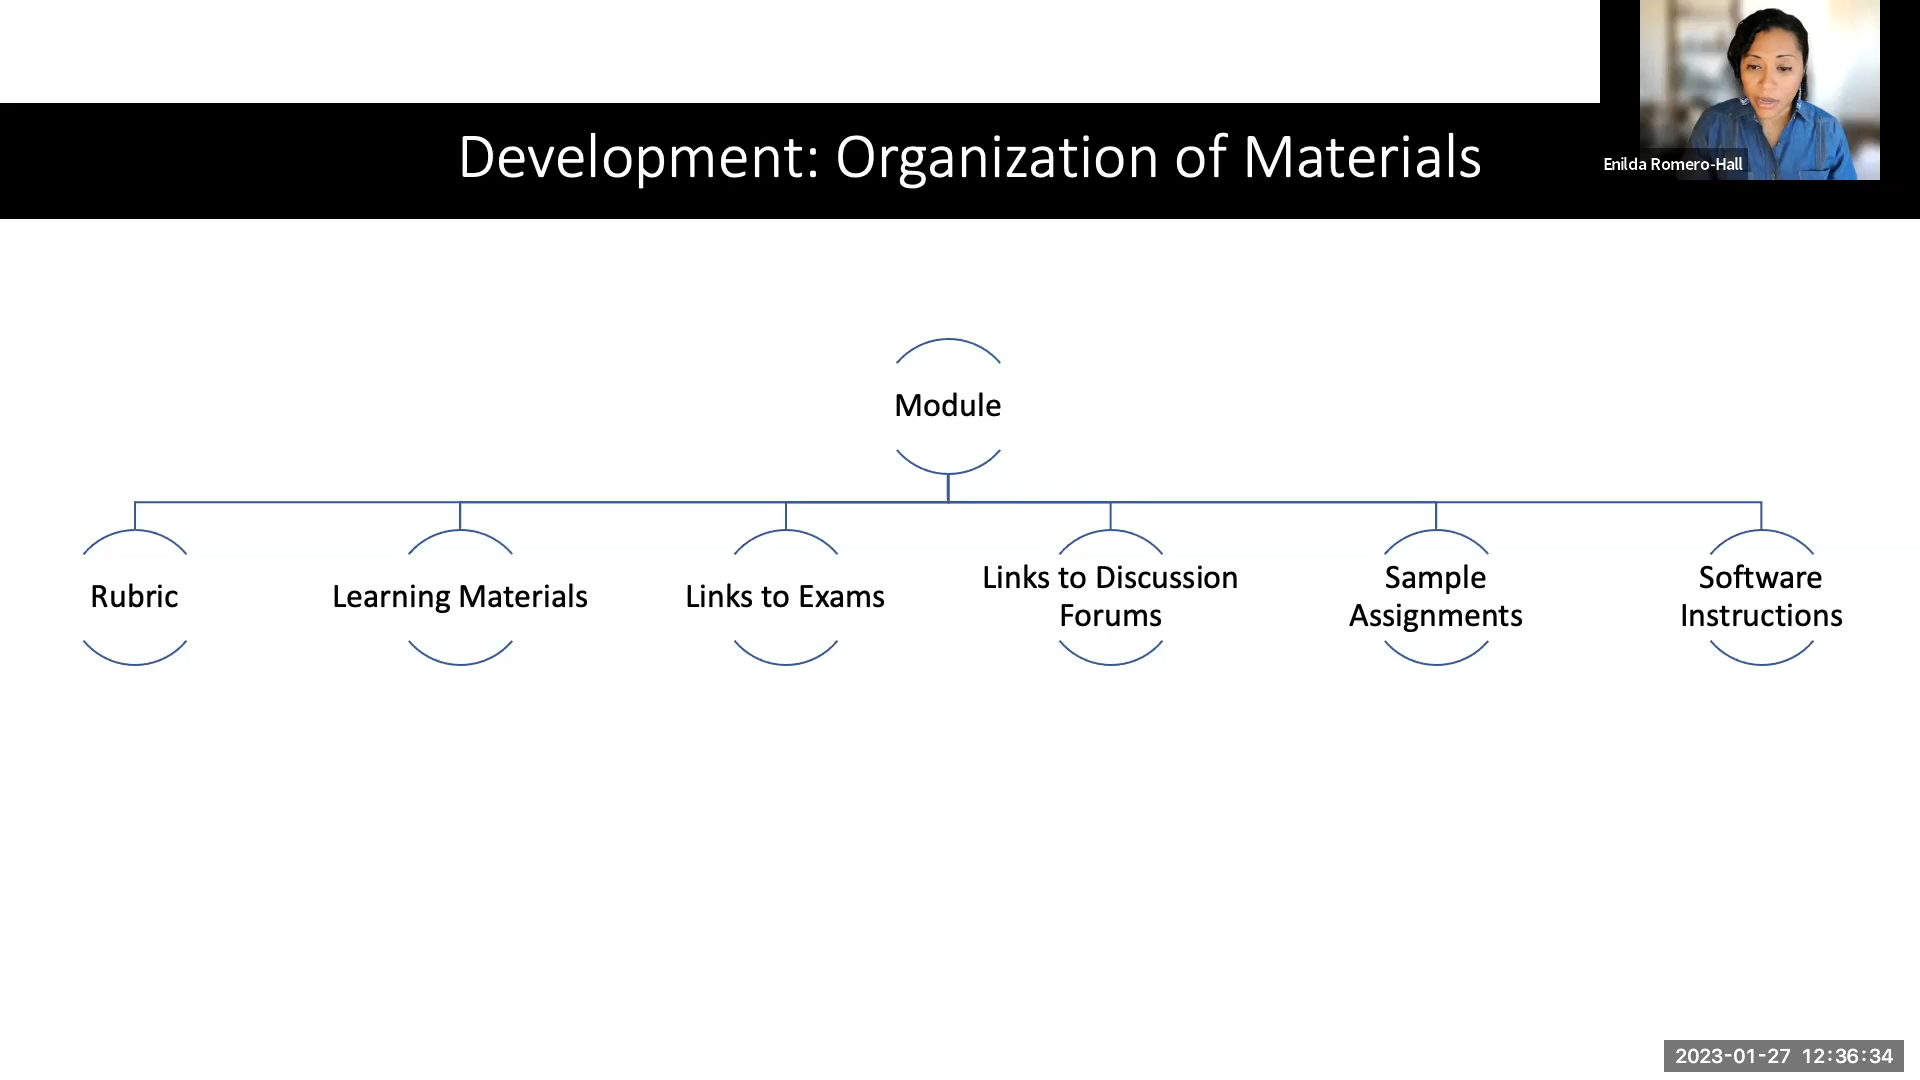 Development: Organization of Materials
Enilda Romero-Hall
Module
Rubric
Learning Materials
Links to Exams
Links to Discussion
Forums
Sample
Assignments
Software
Instructions
2023-01-27 12:36:34